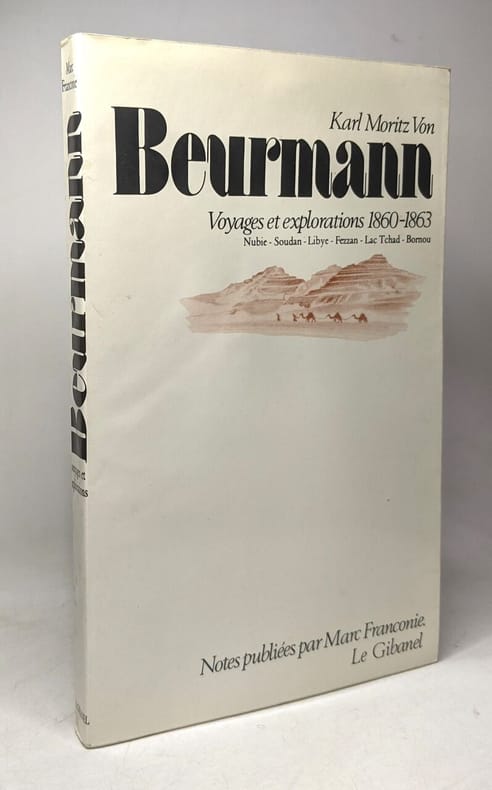 Karl Moritz Von
Beurmann
Voyages et explorations 1860-1863
Nubie - Soudan - Libye - Fezzan - Lac Tchad - Bornou
Notes publiées par Marc Franconie.
Le Gibanel
Marc
Franconie
Beurmann